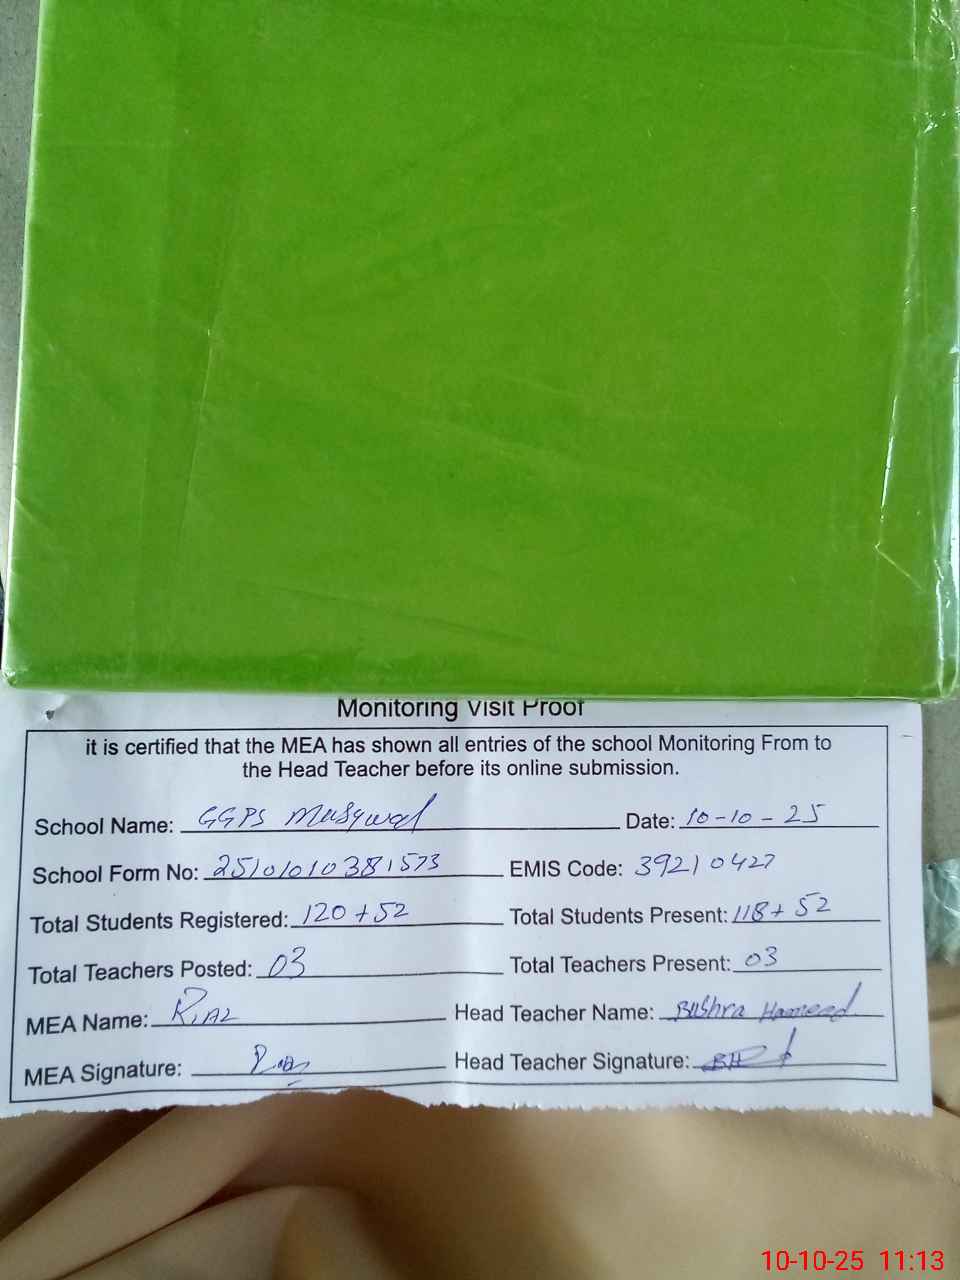 Monitoring Visit Proof
it is certified that the MEA has shown all entries of the school Monitoring From to
the Head Teacher before its online submission.
School Name: GGPS Date: 10-10-25
School Form No: 25101010381573 EMIS Code: 39210427
Total Students Registered: 120+52 Total Students Present: 118+52
Total Teachers Posted: 03 Total Teachers Present: 03
MEA Name: Riaz Head Teacher Name: Bushra Hameed
MEA Signature: Head Teacher Signature:
10-10-25 11:13